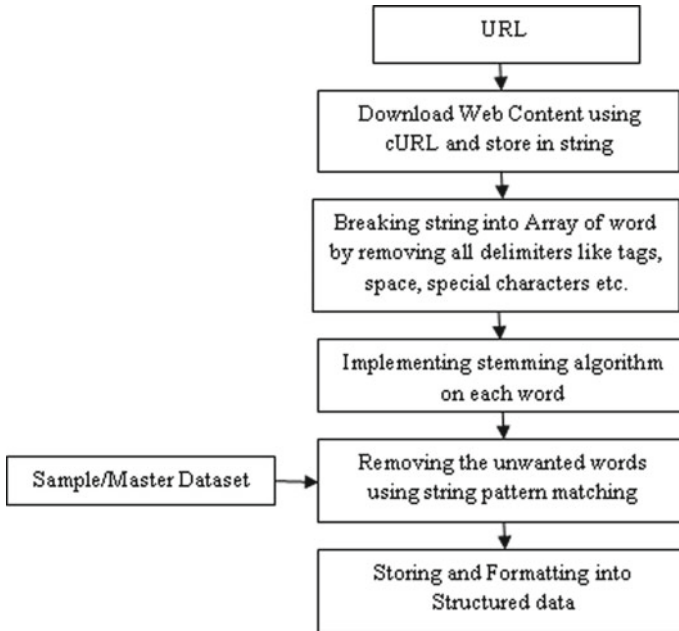 URL
Download Web Content using
cURL and store in string
Breaking string into Array of word
by removing all delimiters like tags,
space, special characters etc.
Implementing stemming algorithm
on each word
Sample/Master Dataset
Removing the unwanted words
using string pattern matching
Storing and Formatting into
Structured data